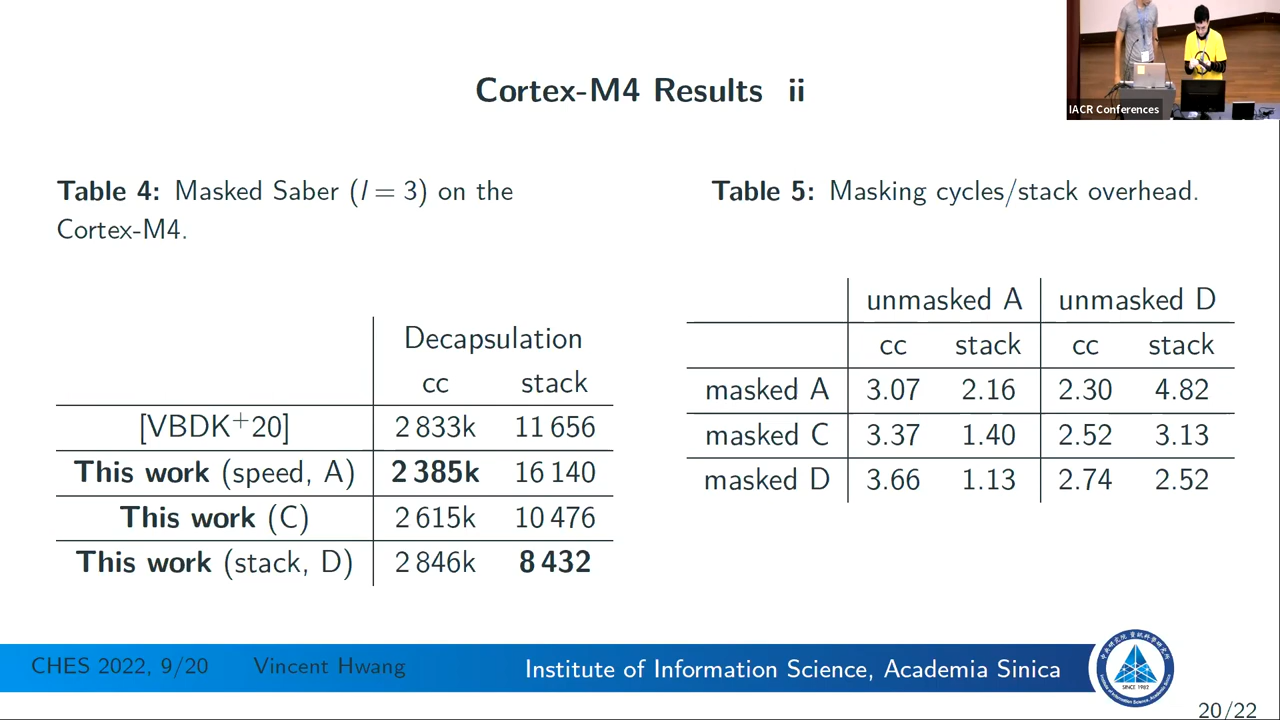 IACR Conferences
Cortex-M4 Results ii
Table 4: Masked Saber (l = 3) on the
Cortex-M4.
Decapsulation
cc stack
[VBDK+20] 2 833k 11 656
This work (speed, A) 2 385k 16 140
This work (C) 2 615k 10 476
This work (stack, D) 2 846k 8 432
Table 5: Masking cycles/stack overhead.
unmasked A unmasked D
cc stack cc stack
masked A 3.07 2.16 2.30 4.82
masked C 3.37 1.40 2.52 3.13
masked D 3.66 1.13 2.74 2.52
CHES 2022, 9/20 Vincent Hwang Institute of Information Science, Academia Sinica
SINCE 1982
20/22